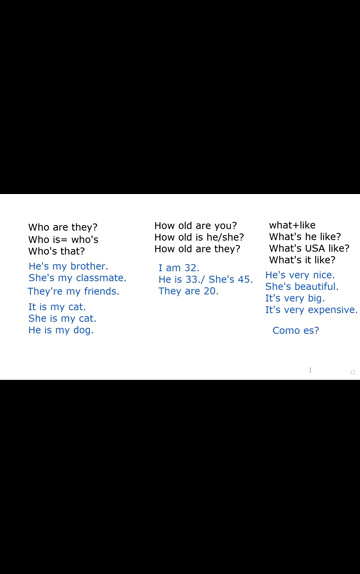 Who are they?
Who is= who's
Who's that?
He's my brother.
She's my classmate.
They're my friends.
It is my cat.
She is my cat.
He is my dog.
How old are you?
How old is he/she?
How old are they?
I am 32.
He is 33./ She's 45.
They are 20.
what+like
What's he like?
What's USA like?
What's it like?
He's very nice.
She's beautiful.
It's very big.
It's very expensive.
Como es?